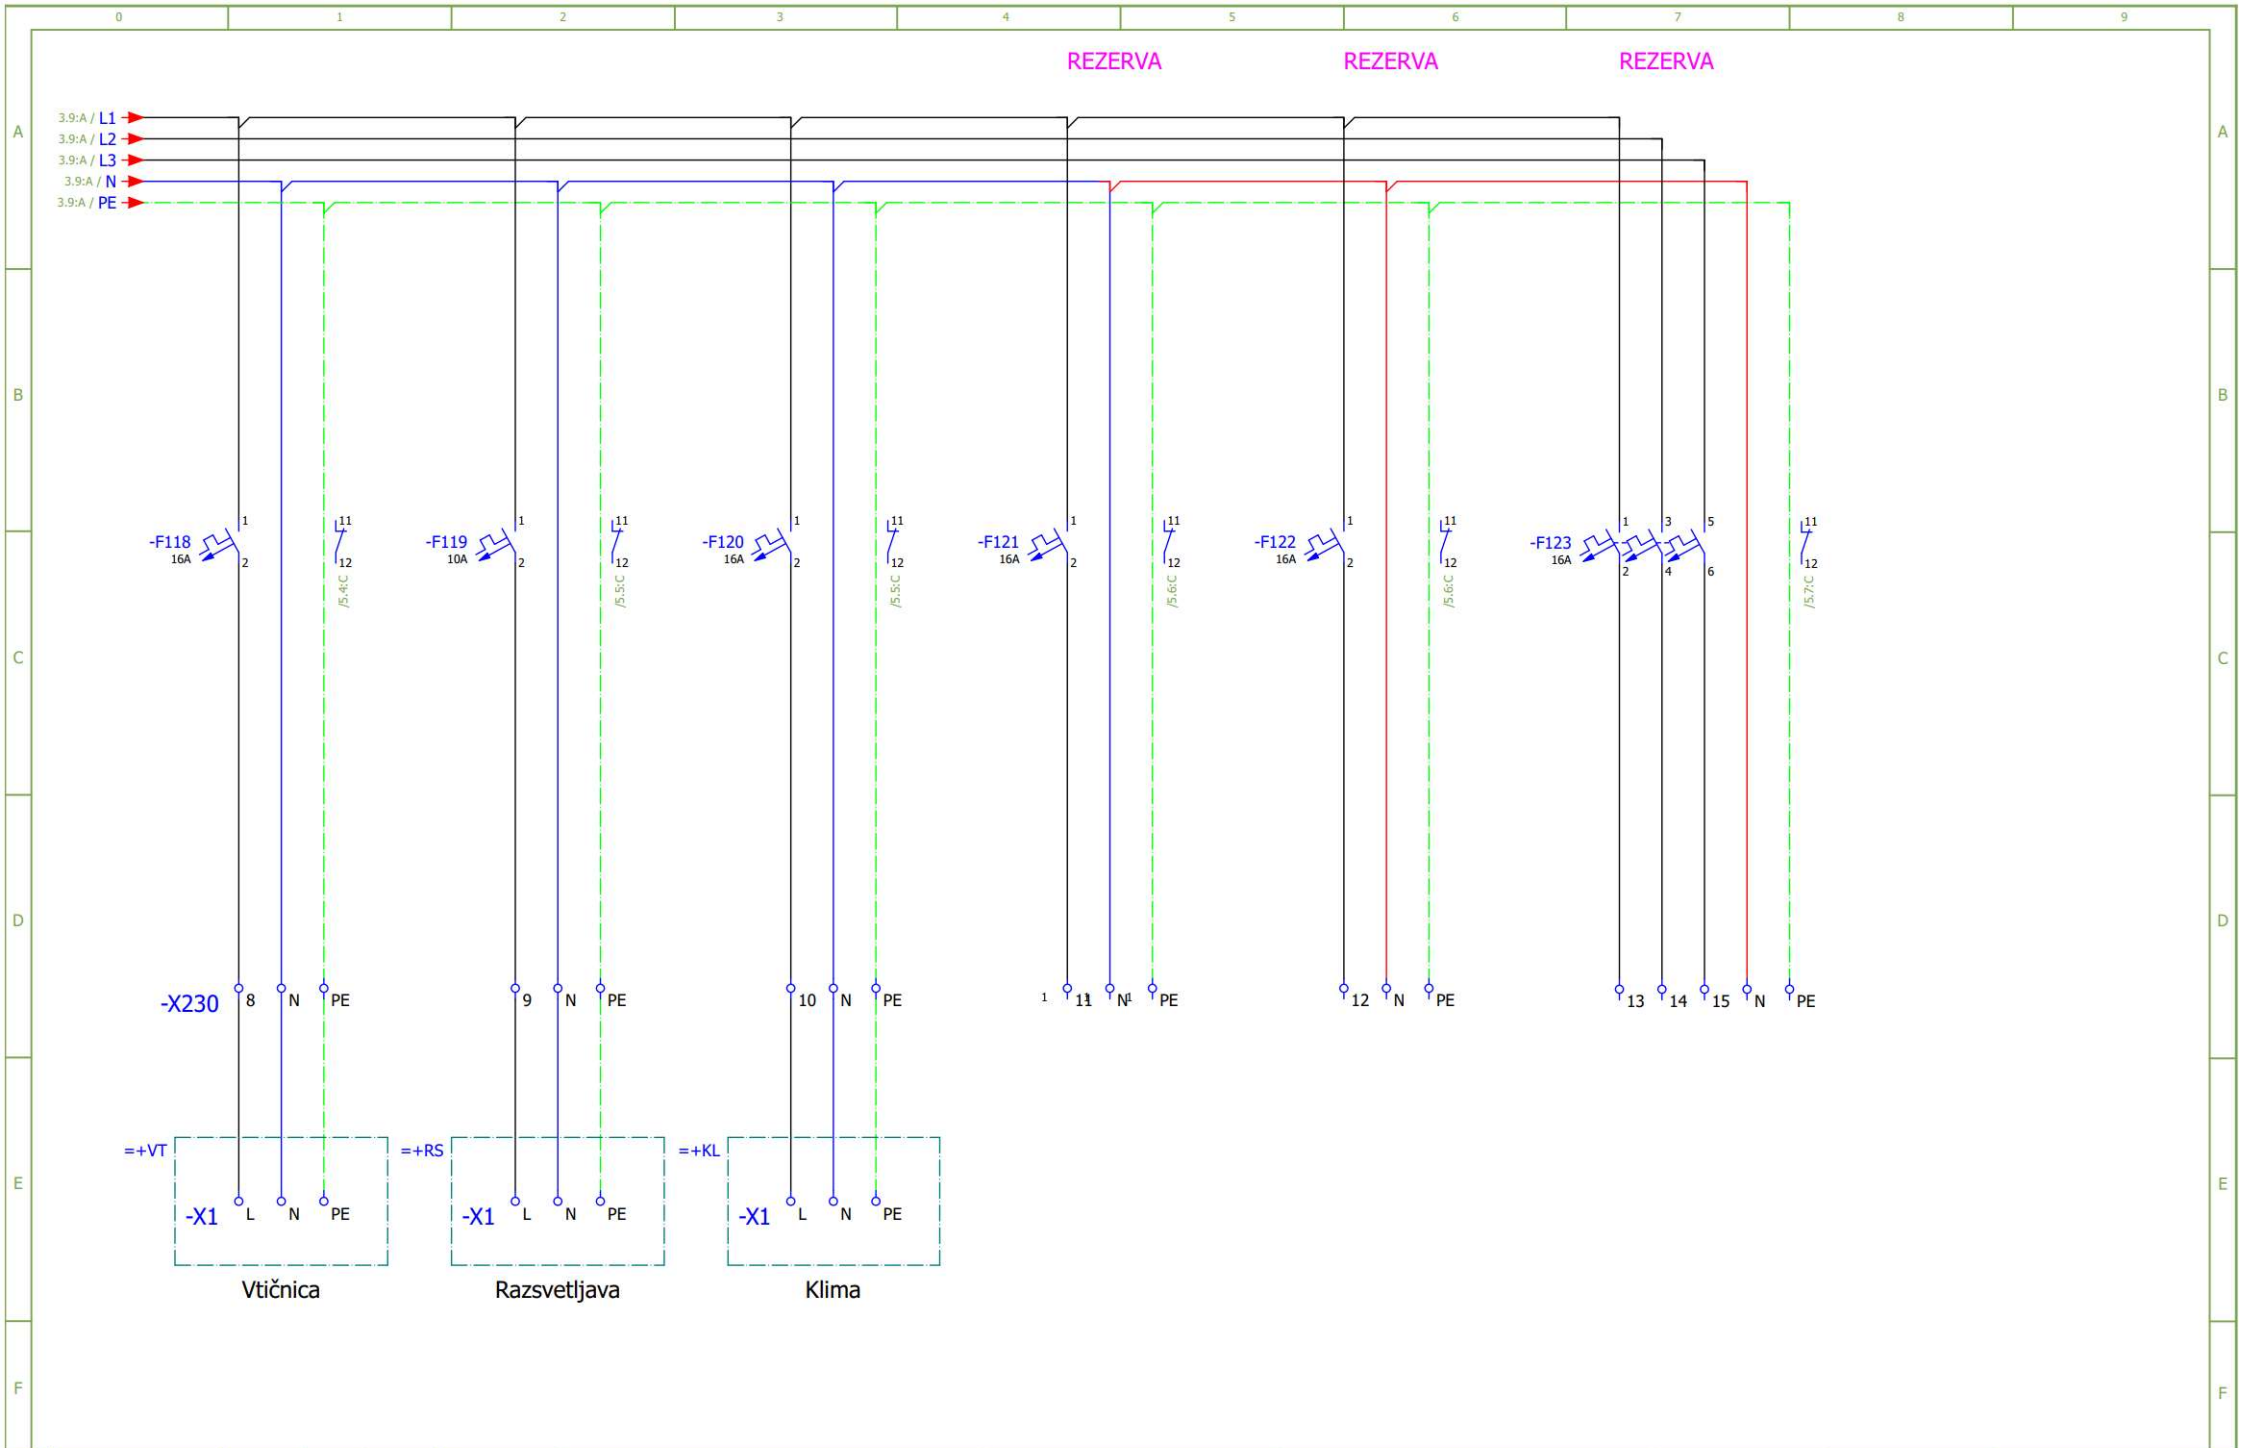 0 1 2 3 4 5 6 7 8 9
REZERVA REZERVA REZERVA
A 3.9:A / L1 A
3.9:A / L2
3.9:A / L3
3.9:A / N
3.9:A / PE
B B
1 11 1 11 1 11 1 11 1 11 1 3 5 11
-F118 -F119 -F120 -F121 -F122 -F123
16A 10A 16A 16A 16A 16A
2 12 2 12 2 12 2 12 2 12 2 4 6 12
/5.4:C /5.5:C /5.5:C /5.6:C /5.6:C /5.7:C
C C
D D
-X230 8 N PE 9 N PE 10 N PE 1 11 1 N 1 PE 12 N PE 13 14 15 N PE
=+VT =+RS =+KL
E E
-X1 L N PE -X1 L N PE -X1 L N PE
Vtičnica Razsvetljava Klima
F F